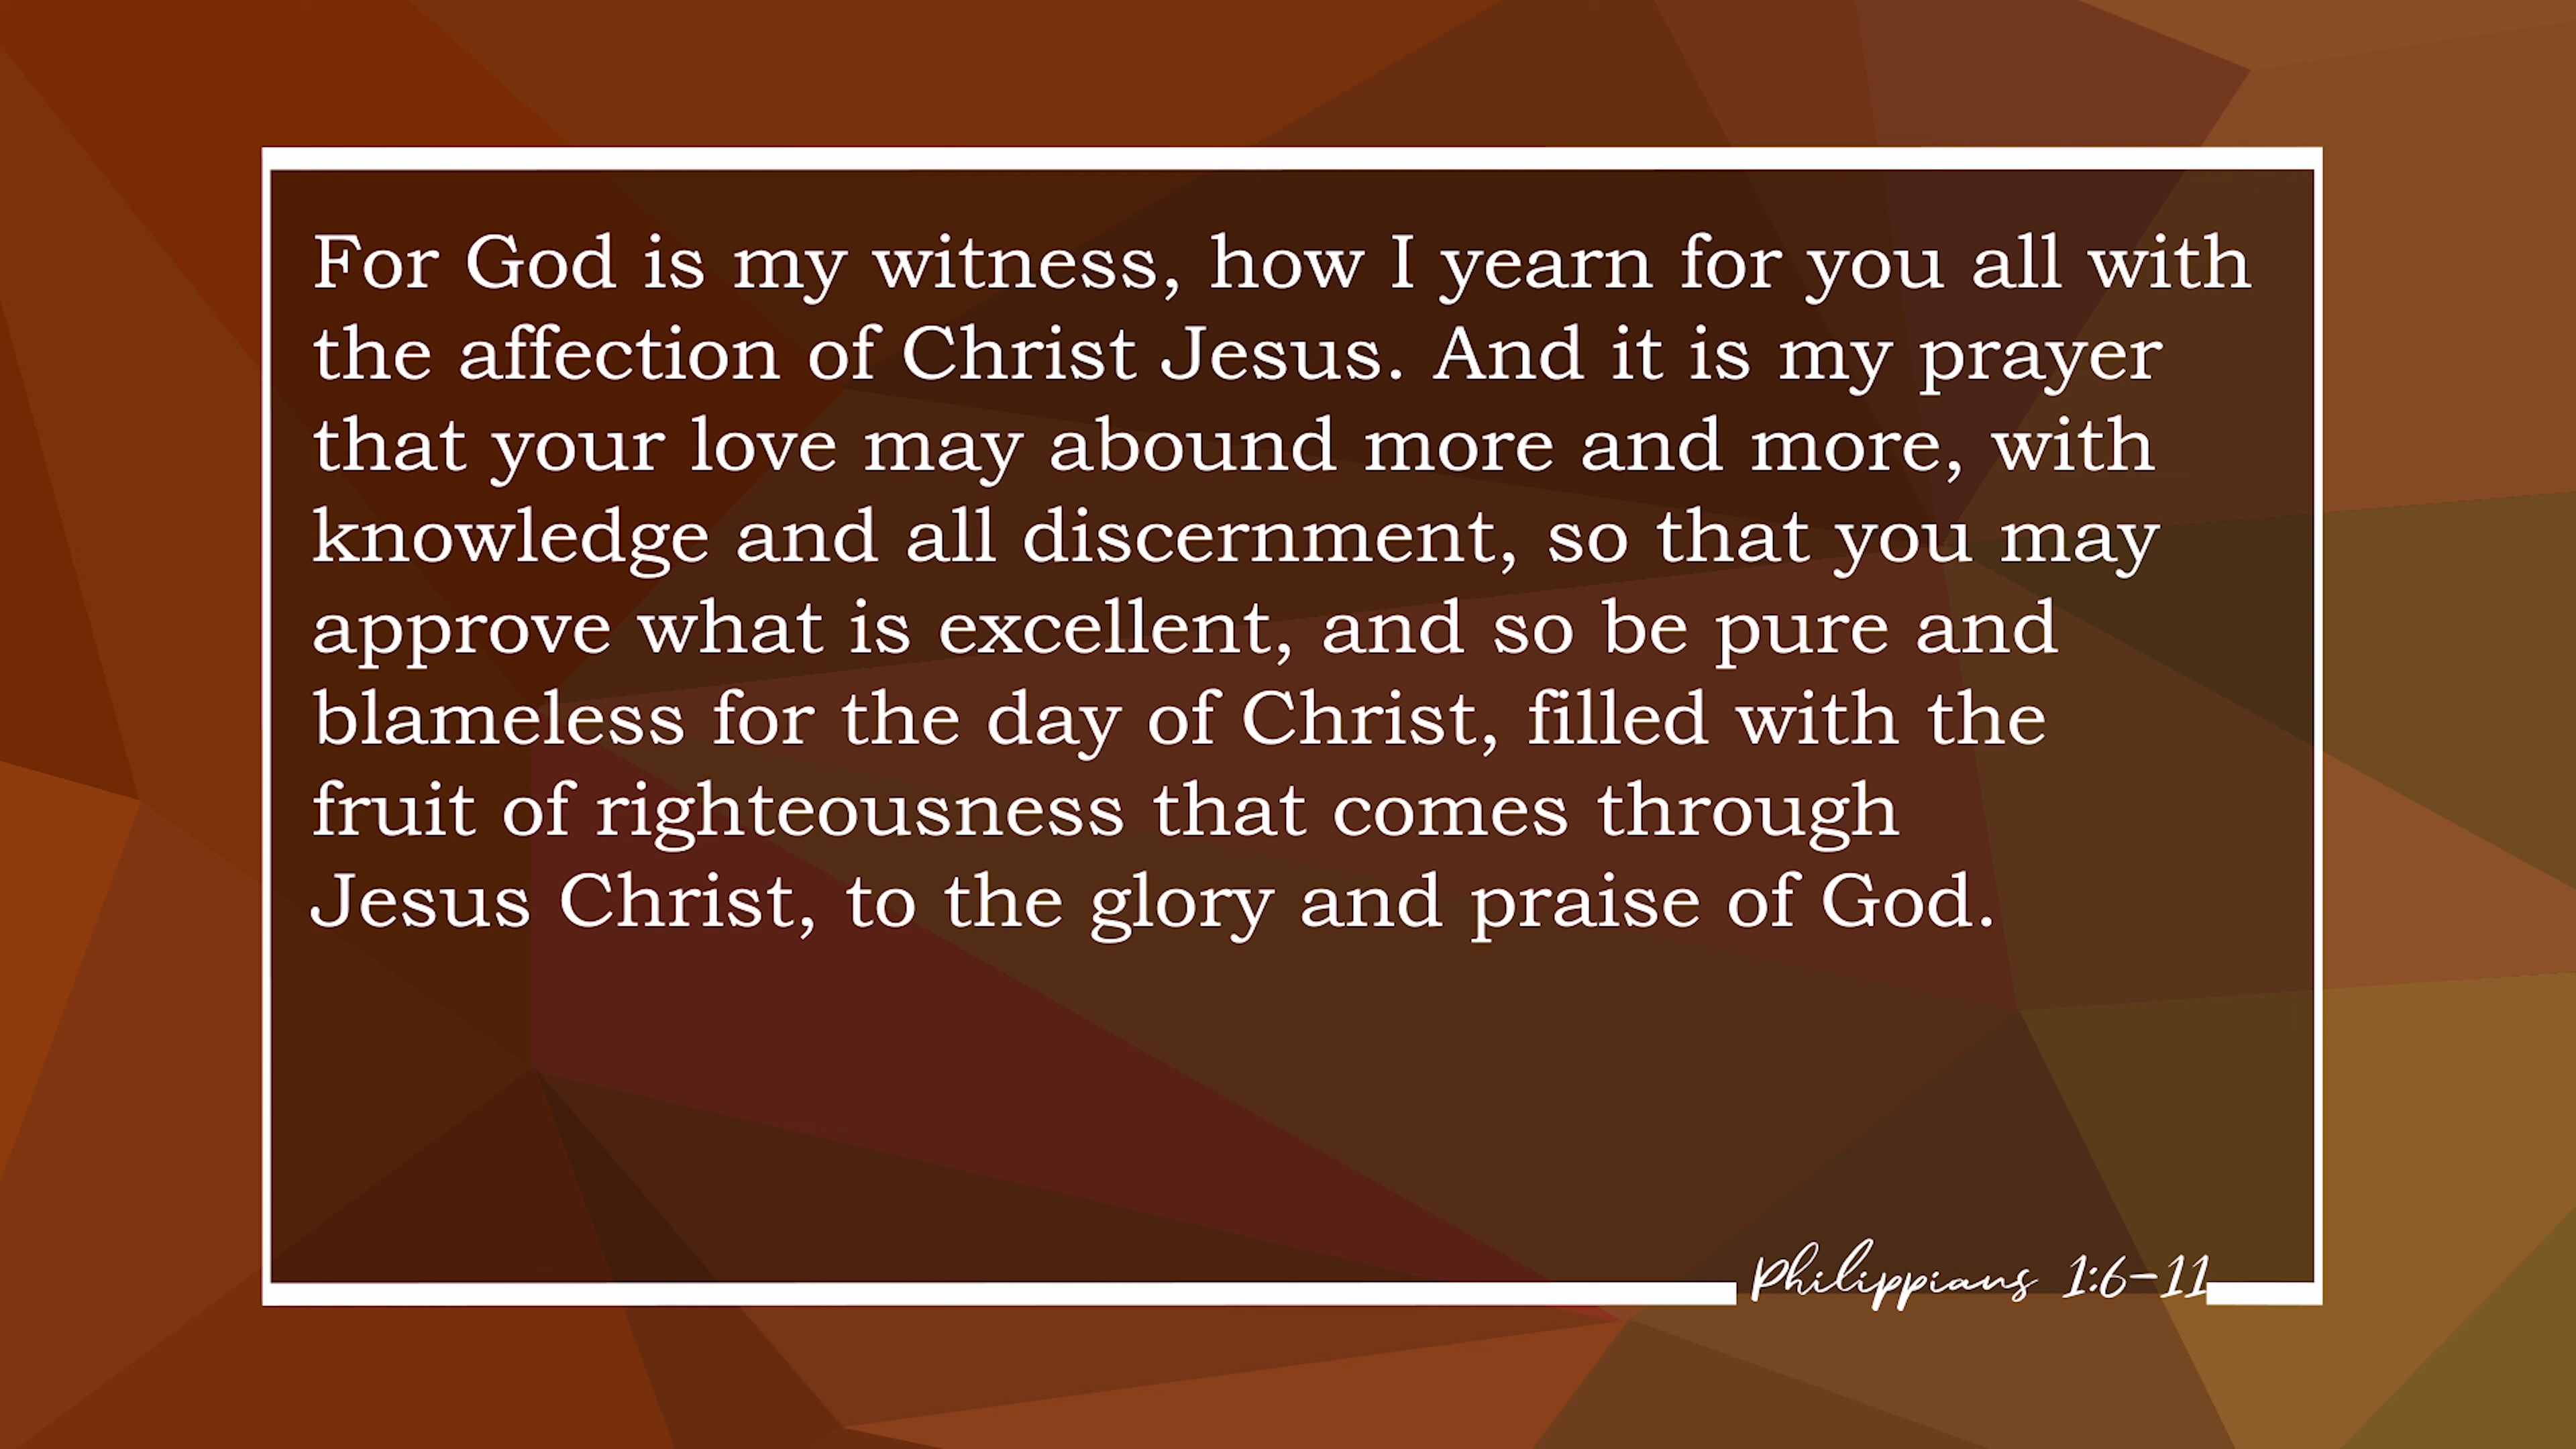 For God is my witness, how I yearn for you all with
the affection of Christ Jesus. And it is my prayer
that your love may abound more and more, with
knowledge and all discernment, so that you may
approve what is excellent, and so be pure and
blameless for the day of Christ, filled with the
fruit of righteousness that comes through
Jesus Christ, to the glory and praise of God.
Philippians 1:6-11